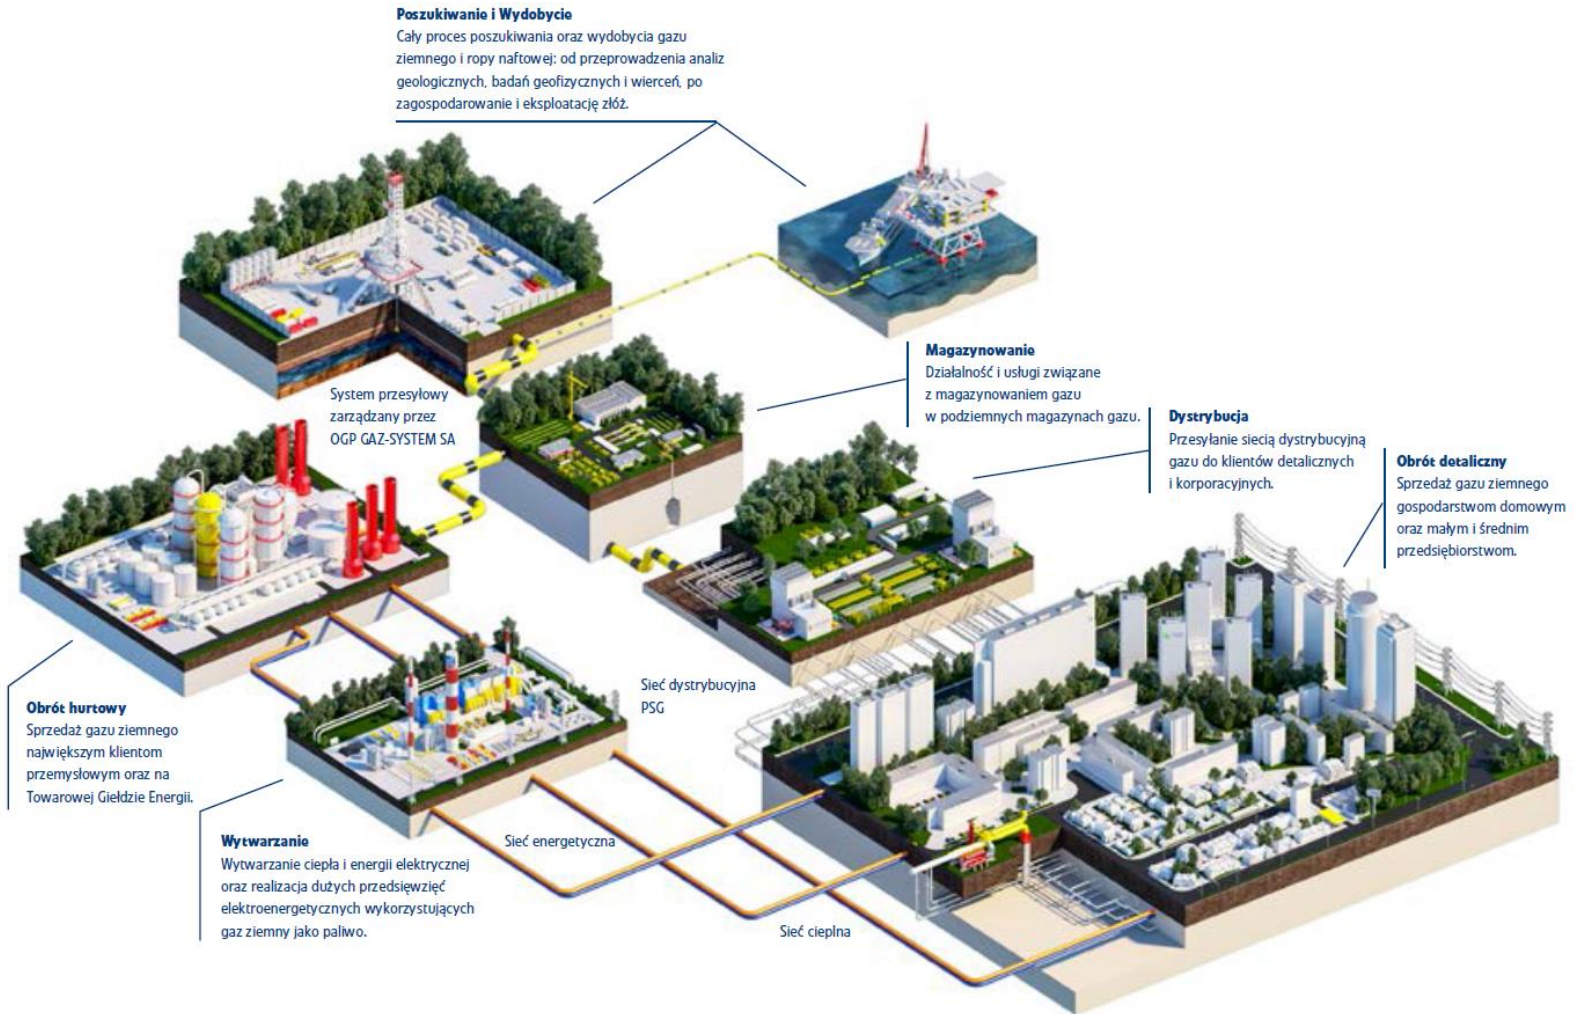 Poszukiwanie i Wydobycie
Cały proces poszukiwania oraz wydobycia gazu
ziemnego i ropy naftowej: od przeprowadzenia analiz
geologicznych, badań geofizycznych i wierceń, po
zagospodarowanie i eksploatację złóż.
Magazynowanie
Działalność i usługi związane
z magazynowaniem gazu
w podziemnych magazynach gazu.
System przesyłowy
zarządzany przez
OGP GAZ-SYSTEM SA
Dystrybucja
Przesyłanie siecią dystrybucyjną
gazu do klientów detalicznych
i korporacyjnych.
Obrót detaliczny
Sprzedaż gazu ziemnego
gospodarstwom domowym
oraz małym i średnim
przedsiębiorstwom.
Sieć dystrybucyjna
PSG
Obrót hurtowy
Sprzedaż gazu ziemnego
największym klientom
przemysłowym oraz na
Towarowej Giełdzie Energii.
Wytwarzanie
Wytwarzanie ciepła i energii elektrycznej
oraz realizacja dużych przedsięwzięć
elektroenergetycznych wykorzystujących
gaz ziemny jako paliwo.
Sieć energetyczna
Sieć cieplna